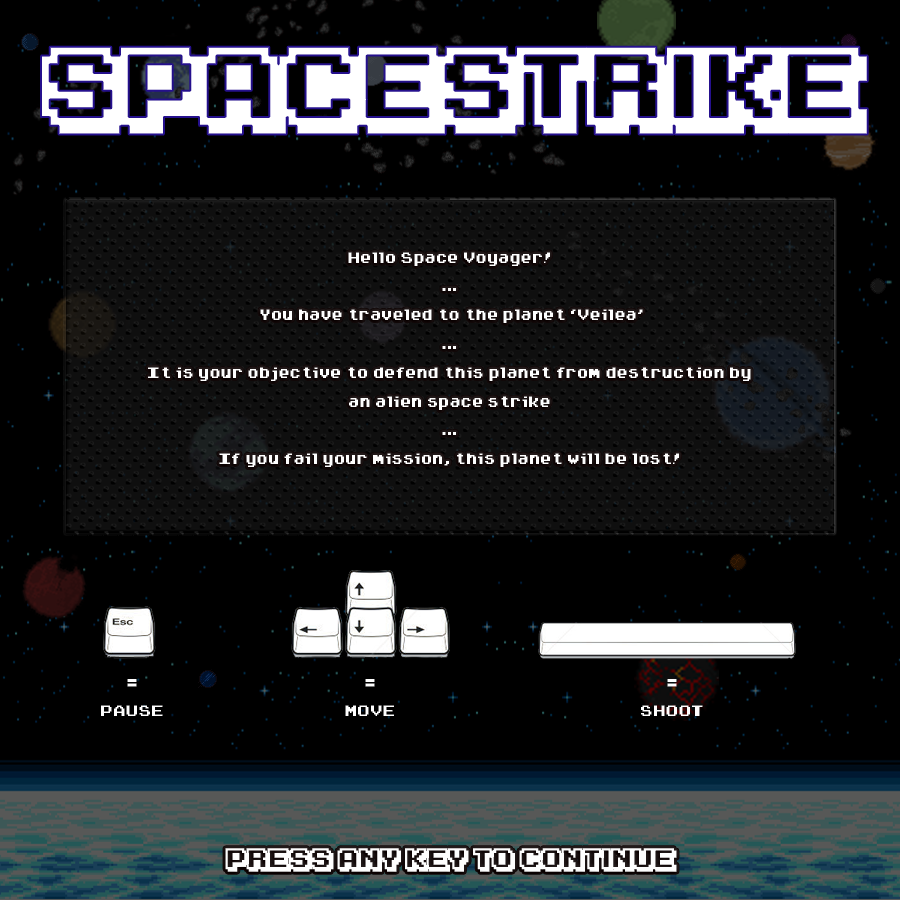 SPACESTRIKE
Hello Space Voyager!
...
You have traveled to the planet ‘Veilea’
...
It is your objective to defend this planet from destruction by
an alien space strike
...
If you fail your mission, this planet will be lost!
Esc
↑
← ↓ →
= = =
PAUSE MOVE SHOOT
PRESS ANY KEY TO CONTINUE